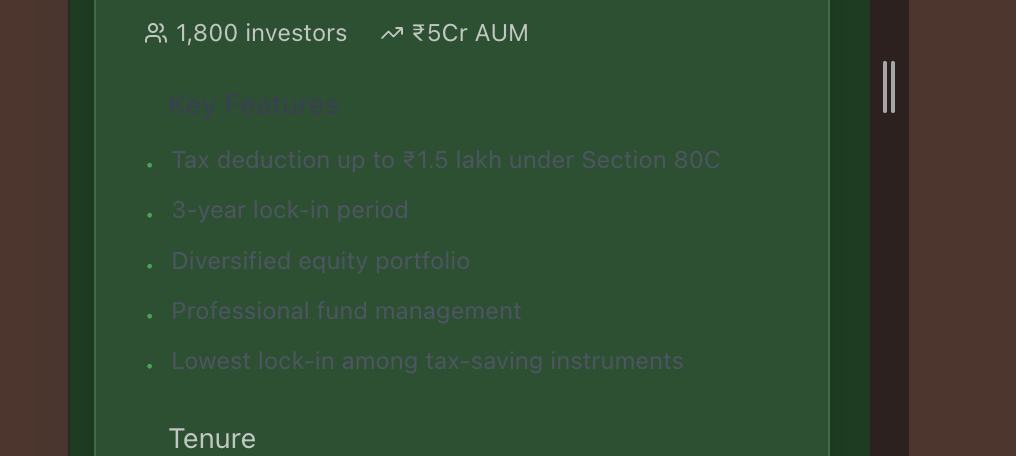 1,800 investors ₹5Cr AUM
Key Features
• Tax deduction up to ₹1.5 lakh under Section 80C
• 3-year lock-in period
• Diversified equity portfolio
• Professional fund management
• Lowest lock-in among tax-saving instruments
Tenure